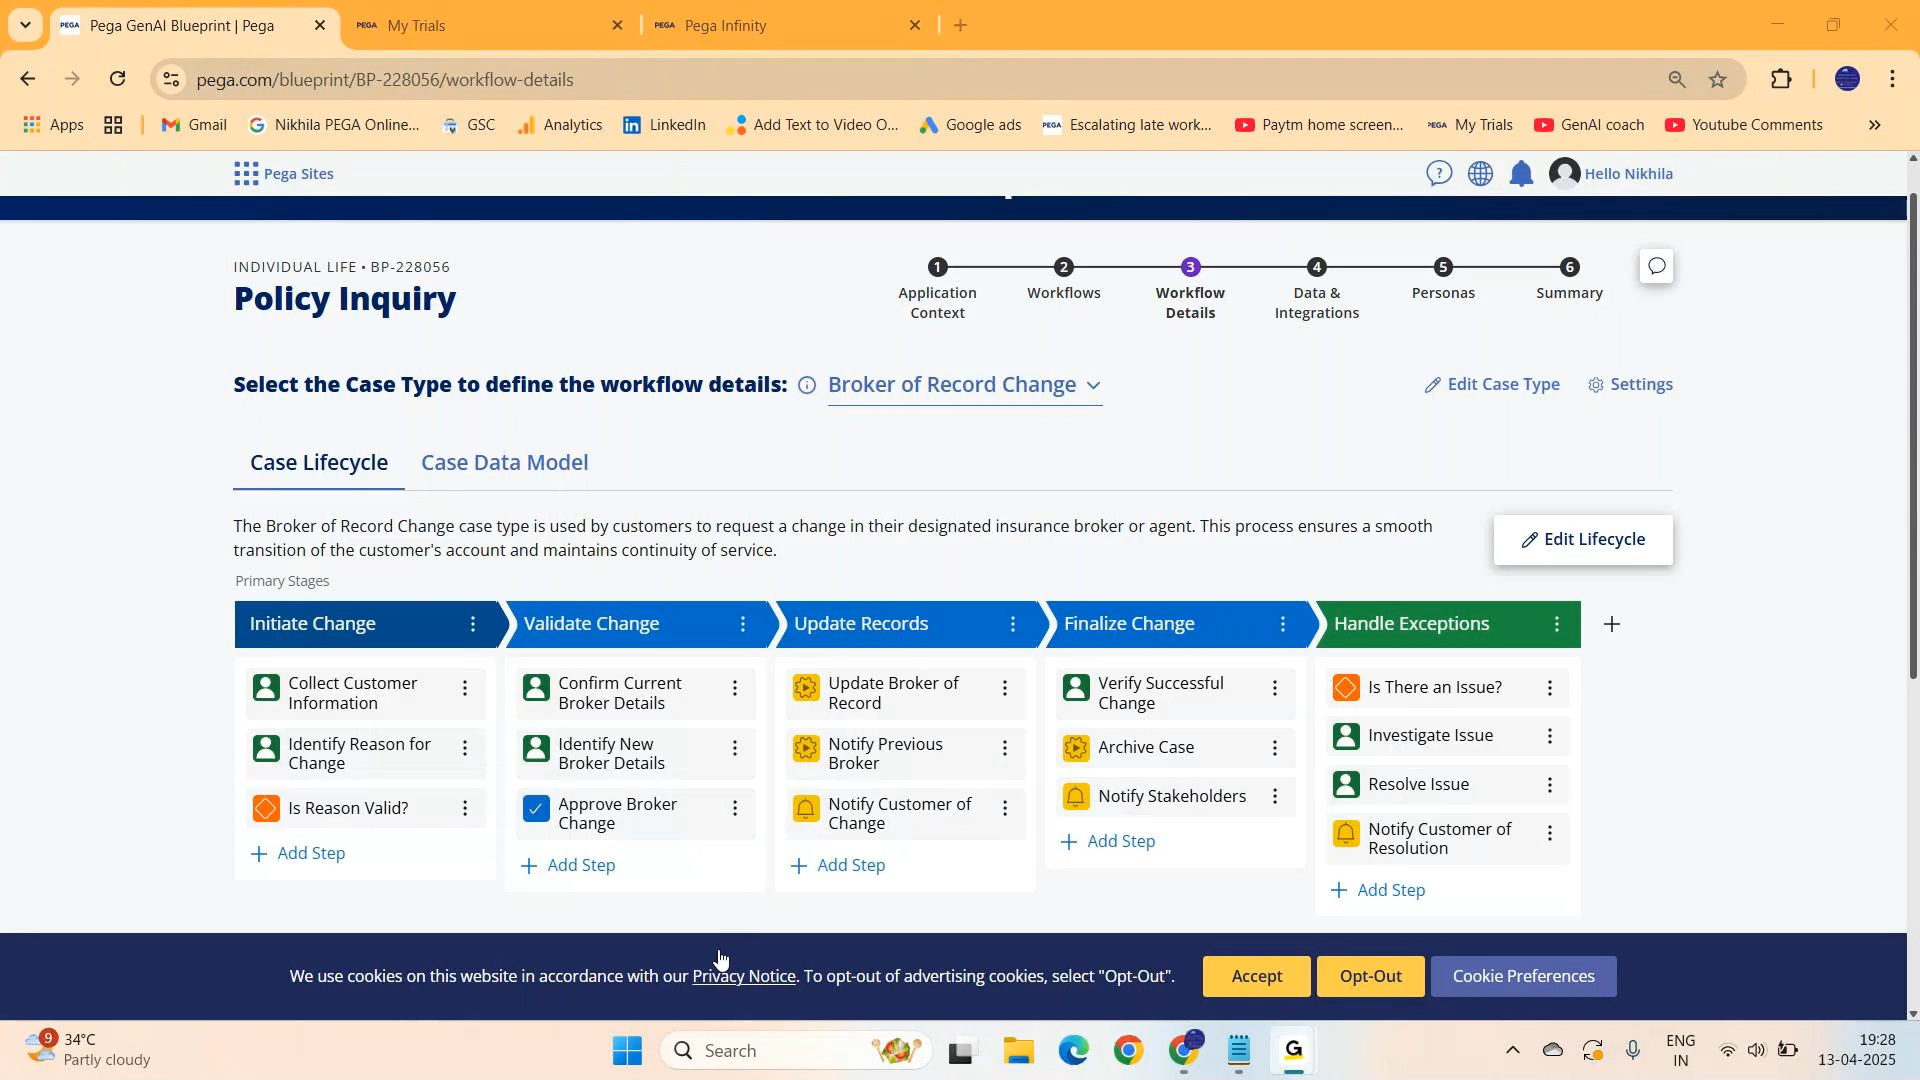 PEGA Pega GenAI Blueprint | Pega
PEGA My Trials
PEGA Pega Infinity
pega.com/blueprint/BP-228056/workflow-details
Apps
Gmail
Nikhila PEGA Online...
GSC
Analytics
LinkedIn
Add Text to Video O...
Google ads
PEGA Escalating late work...
Paytm home screen...
PEGA My Trials
GenAI coach
Youtube Comments
Pega Sites
Hello Nikhila
INDIVIDUAL LIFE • BP-228056
Policy Inquiry
1
2
3
4
5
6
Application
Context
Workflows
Workflow
Details
Data &
Integrations
Personas
Summary
Select the Case Type to define the workflow details:
Broker of Record Change
Edit Case Type
Settings
Case Lifecycle
Case Data Model
The Broker of Record Change case type is used by customers to request a change in their designated insurance broker or agent. This process ensures a smooth
transition of the customer's account and maintains continuity of service.
Edit Lifecycle
Primary Stages
Initiate Change
Collect Customer
Information
Identify Reason for
Change
Is Reason Valid?
Add Step
Validate Change
Confirm Current
Broker Details
Identify New
Broker Details
Approve Broker
Change
Add Step
Update Records
Update Broker of
Record
Notify Previous
Broker
Notify Customer of
Change
Add Step
Finalize Change
Verify Successful
Change
Archive Case
Notify Stakeholders
Add Step
Handle Exceptions
Is There an Issue?
Investigate Issue
Resolve Issue
Notify Customer of
Resolution
Add Step
We use cookies on this website in accordance with our Privacy Notice. To opt-out of advertising cookies, select "Opt-Out".
Accept
Opt-Out
Cookie Preferences
9
34°C
Partly cloudy
Search
G
ENG
IN
19:28
13-04-2025